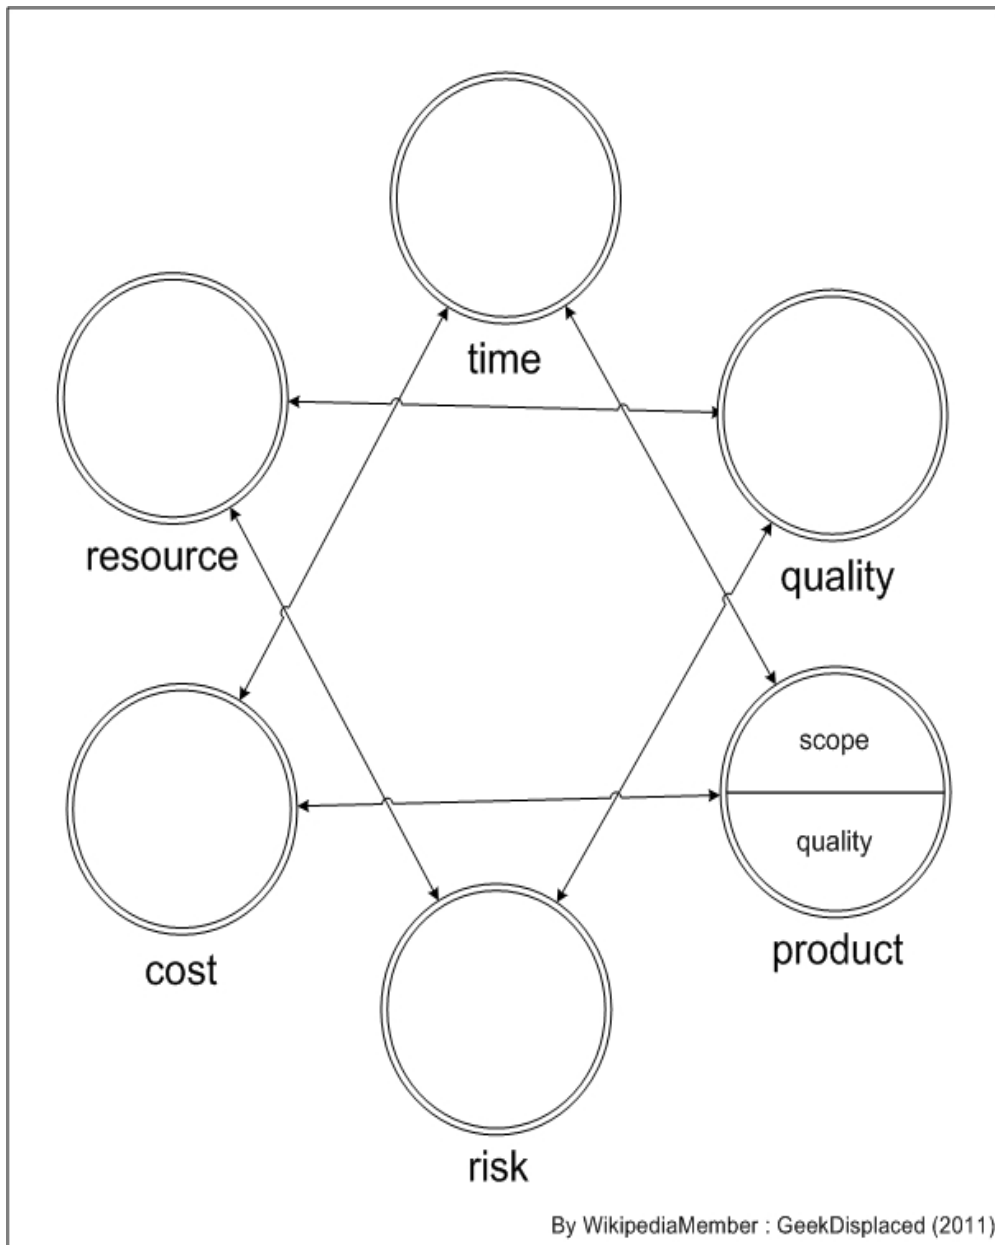 time
resource
quality
scope
quality
product
cost
risk
By WikipediaMember : GeekDisplaced (2011)